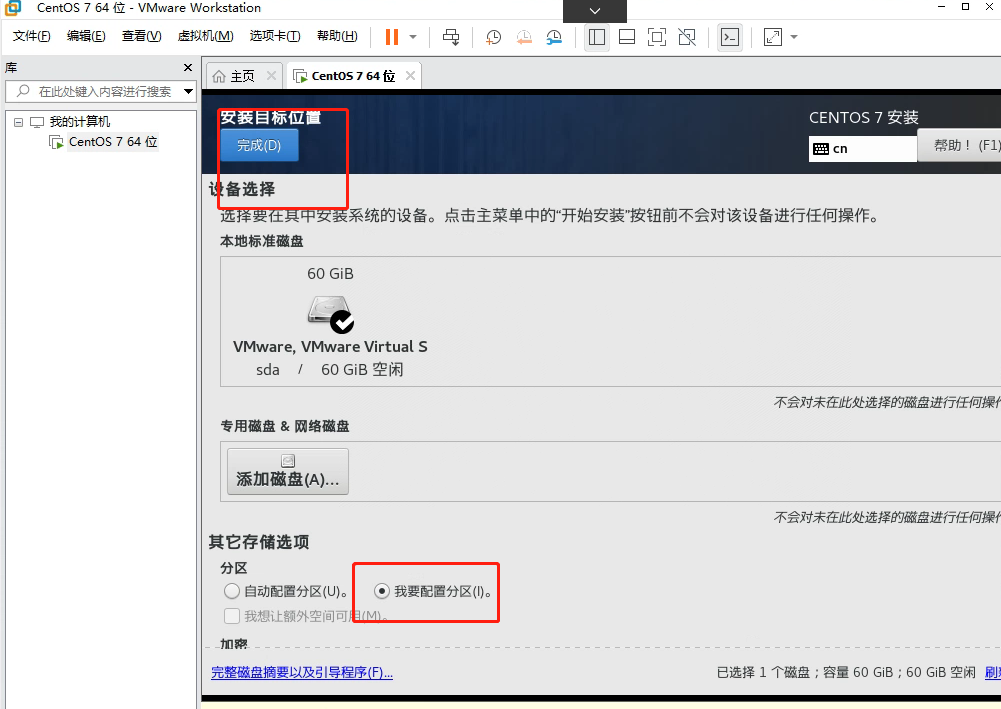 CentOS 7 64 位 - VMware Workstation
文件(F) 编辑(E) 查看(V) 虚拟机(M) 选项卡(T) 帮助(H)
库
在此处键入内容进行搜索
我的计算机
CentOS 7 64 位
主页
CentOS 7 64 位
安装目标位置
CENTOS 7 安装
完成(D)
cn
帮助！ (F1)
设备选择
选择要在其中安装系统的设备。点击主菜单中的“开始安装”按钮前不会对该设备进行任何操作。
本地标准磁盘
60 GiB
VMware, VMware Virtual S
sda / 60 GiB 空闲
不会对未在此处选择的磁盘进行任何操作
专用磁盘 & 网络磁盘
添加磁盘(A)...
不会对未在此处选择的磁盘进行任何操作
其它存储选项
分区
自动配置分区(U)。 我要配置分区(I)。
我想让额外空间可用(M)。
加密
完整磁盘摘要以及引导程序(F)...
已选择 1 个磁盘；容量 60 GiB；60 GiB 空闲 刷新